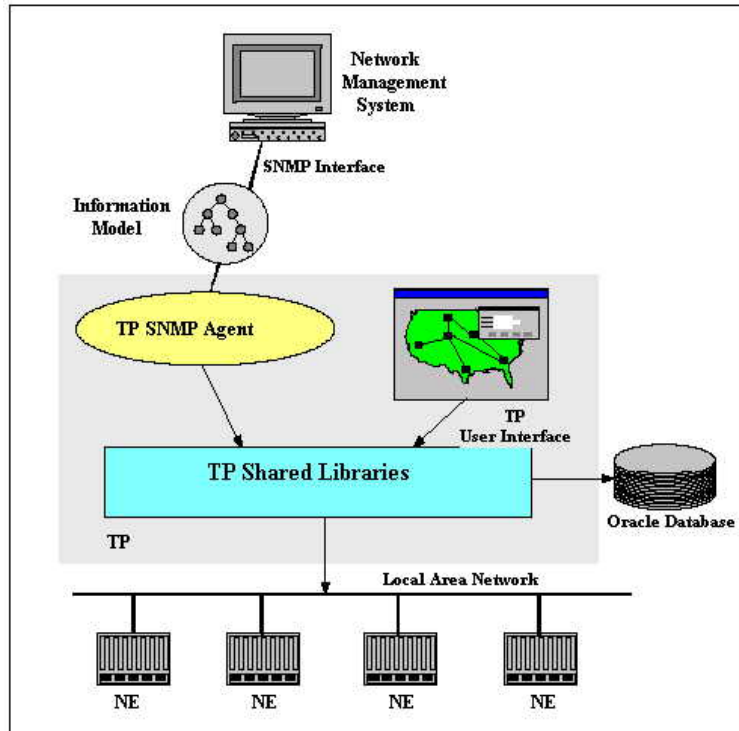 Network
Management
System
SNMP Interface
Information
Model
TP SNMP Agent
TP
User Interface
TP Shared Libraries
Oracle Database
TP
Local Area Network
NE
NE
NE
NE